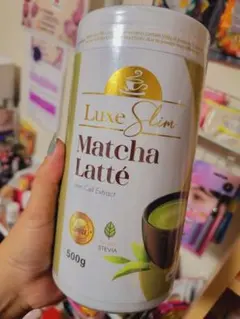 Luxe Slim
Matcha
Latté
STEVIA
500g